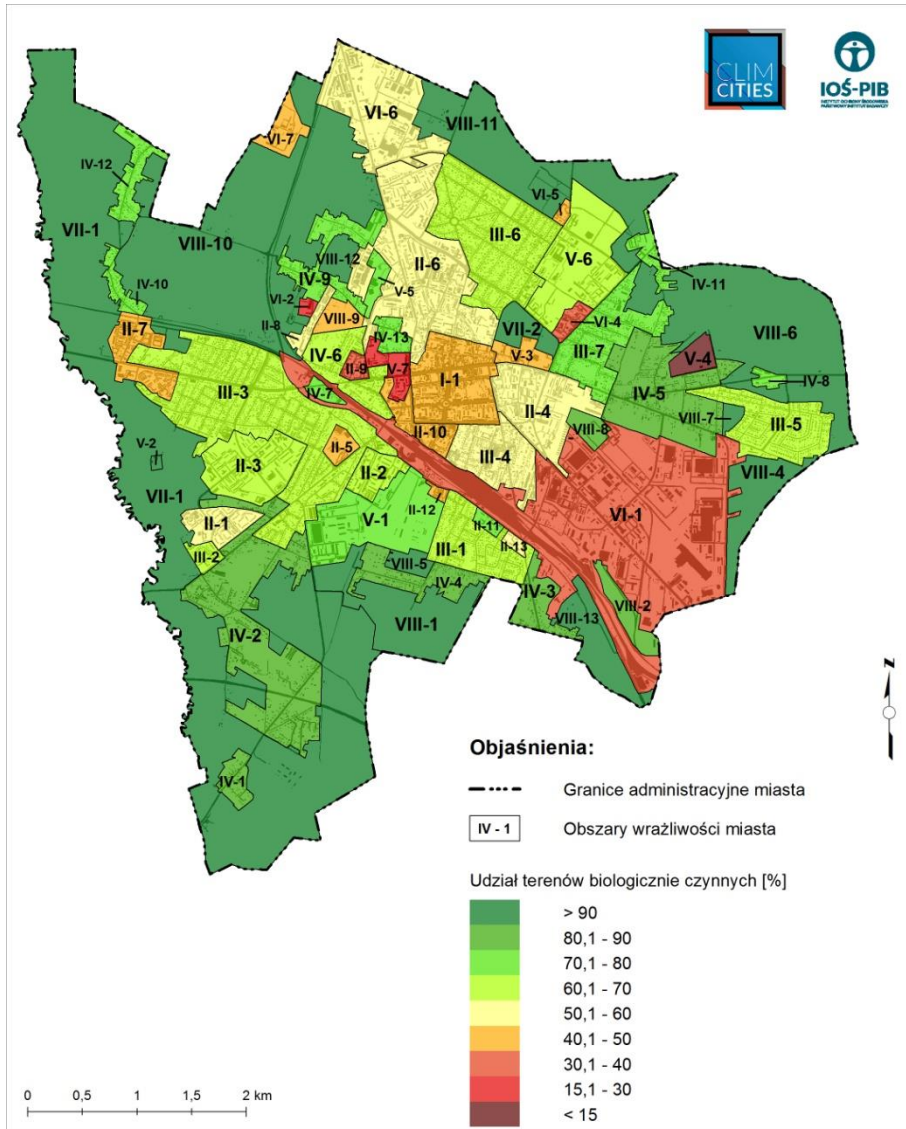 CLIM
CITIES
IOŚ-PIB
INSTYTUT OCHRONY ŚRODOWISKA
PAŃSTWOWY INSTYTUT BADAWCZY
VI-6
VIII-11
VI-7
IV-12
VII-1
VI-5
III-6
VIII-10
VIII-12
II-6
V-6
IV-9
V-5
IV-11
IV-10
VI-2
VIII-9
VI-4
II-7
II-8
IV-13
VII-2
VIII-6
IV-6
V-3
III-7
V-4
II-9
V-7
I-1
IV-8
IV-7
IV-5
III-3
II-4
VIII-7
III-5
II-10
VIII-8
V-2
II-5
III-4
II-3
II-2
VIII-4
VII-1
II-12
VI-1
II-1
V-1
II-11
III-2
III-1
II-13
VIII-5
IV-4
IV-3
VIII-2
VIII-1
VIII-13
IV-2
IV-1
N
Objaśnienia:
Granice administracyjne miasta
IV - 1 Obszary wrażliwości miasta
Udział terenów biologicznie czynnych [%]
> 90
80,1 - 90
70,1 - 80
60,1 - 70
50,1 - 60
40,1 - 50
30,1 - 40
15,1 - 30
< 15
0 0,5 1 2 km